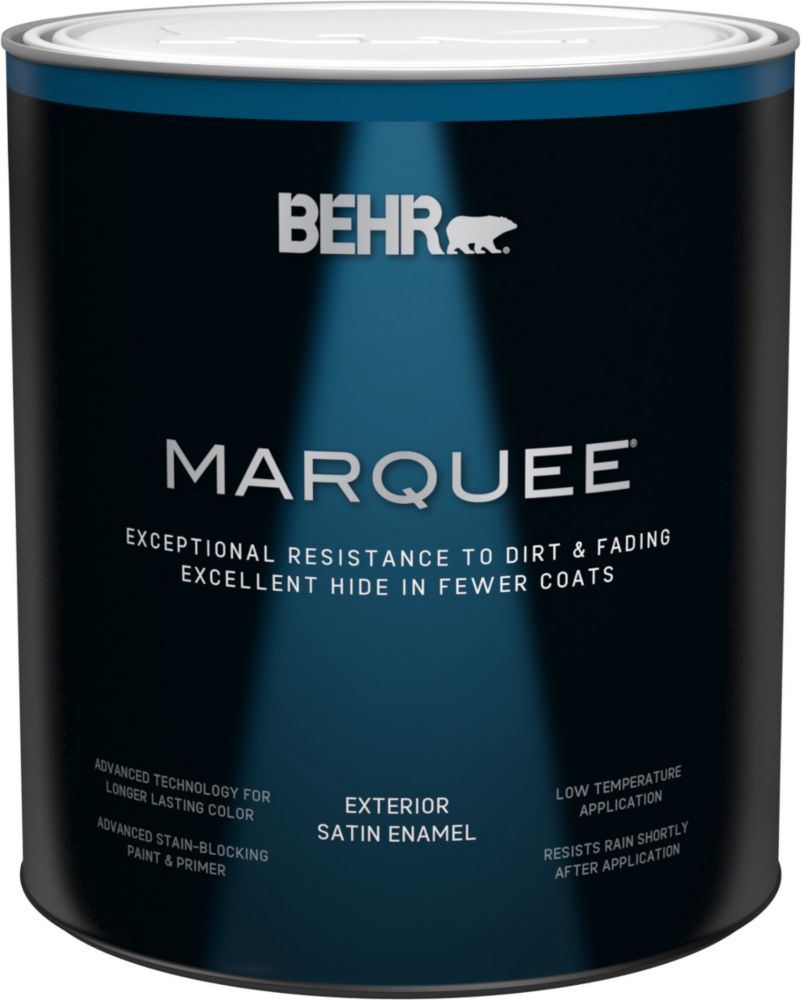 BEHR®
MARQUEE®
EXCEPTIONAL RESISTANCE TO DIRT & FADING
EXCELLENT HIDE IN FEWER COATS
ADVANCED TECHNOLOGY FOR
LONGER LASTING COLOR
ADVANCED STAIN-BLOCKING
PAINT & PRIMER
EXTERIOR
SATIN ENAMEL
LOW TEMPERATURE
APPLICATION
RESISTS RAIN SHORTLY
AFTER APPLICATION